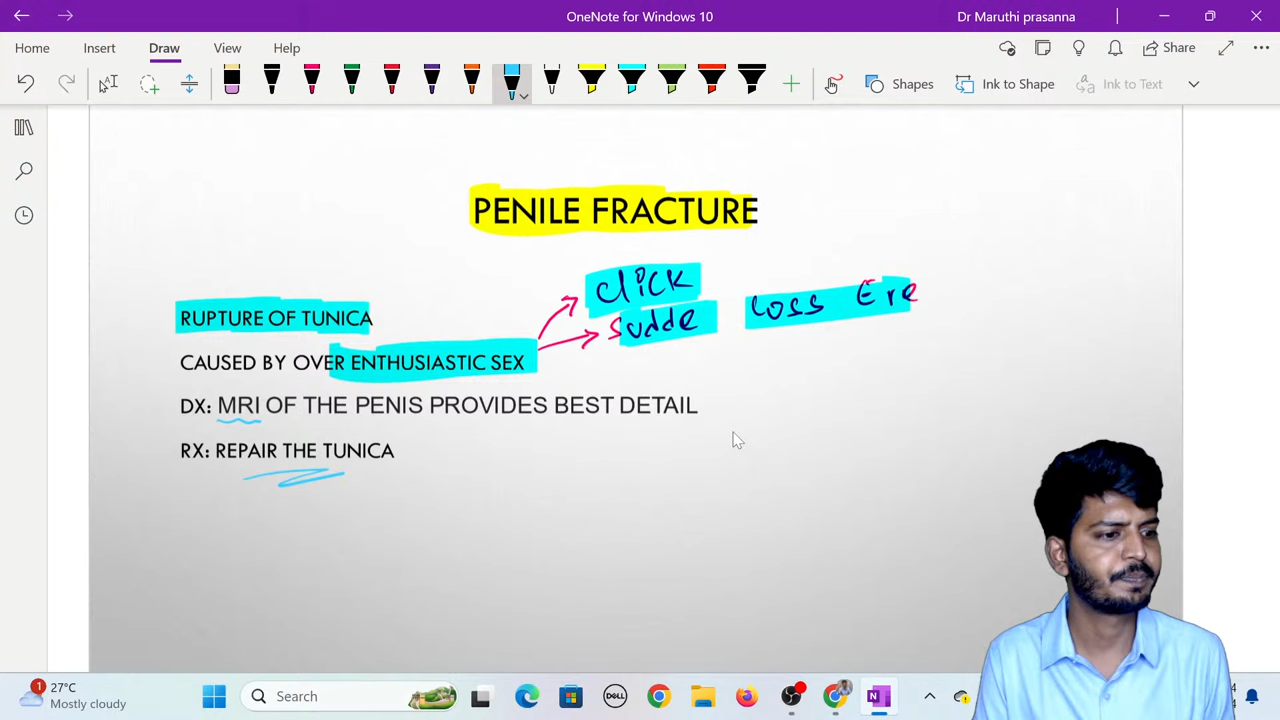 OneNote for Windows 10
Dr Maruthi prasanna
Home Insert Draw View Help
Share
Shapes
Ink to Shape
Ink to Text
PENILE FRACTURE
click
RUPTURE OF TUNICA
Sudde Loss Ere
CAUSED BY OVER ENTHUSIASTIC SEX
DX: MRI OF THE PENIS PROVIDES BEST DETAIL
RX: REPAIR THE TUNICA
1
27°C
Mostly cloudy
Search
DELL